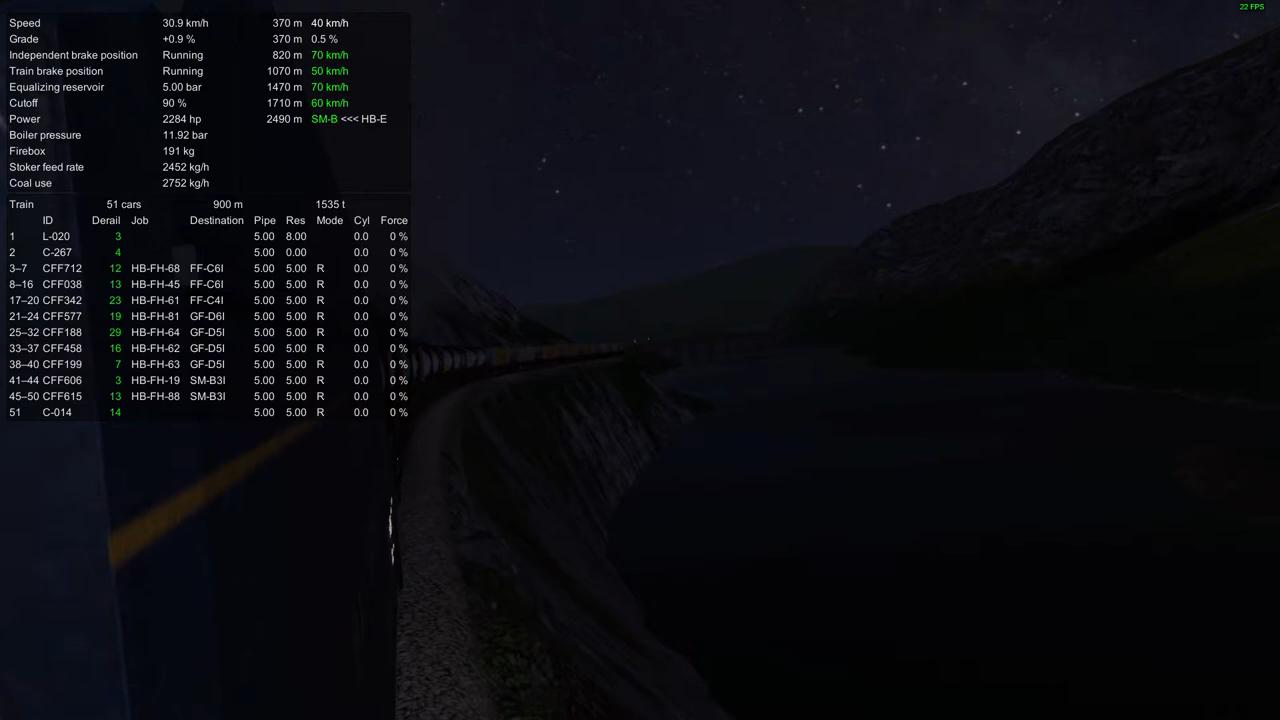 22 FPS
Speed 30.9 km/h 370 m 40 km/h
Grade +0.9 % 370 m 0.5 %
Independent brake position Running 820 m 70 km/h
Train brake position Running 1070 m 50 km/h
Equalizing reservoir 5.00 bar 1470 m 70 km/h
Cutoff 90 % 1710 m 60 km/h
Power 2284 hp 2490 m SM-B <<< HB-E
Boiler pressure 11.92 bar
Firebox 191 kg
Stoker feed rate 2452 kg/h
Coal use 2752 kg/h
Train 51 cars 900 m 1535 t
ID Derail Job Destination Pipe Res Mode Cyl Force
1 L-020 3 5.00 8.00 0.0 0 %
2 C-267 4 5.00 0.00 0.0 0 %
3–7 CFF712 12 HB-FH-68 FF-C6I 5.00 5.00 R 0.0 0 %
8–16 CFF038 13 HB-FH-45 FF-C6I 5.00 5.00 R 0.0 0 %
17–20 CFF342 23 HB-FH-61 FF-C4I 5.00 5.00 R 0.0 0 %
21–24 CFF577 19 HB-FH-81 GF-D6I 5.00 5.00 R 0.0 0 %
25–32 CFF188 29 HB-FH-64 GF-D5I 5.00 5.00 R 0.0 0 %
33–37 CFF458 16 HB-FH-62 GF-D5I 5.00 5.00 R 0.0 0 %
38–40 CFF199 7 HB-FH-63 GF-D5I 5.00 5.00 R 0.0 0 %
41–44 CFF606 3 HB-FH-19 SM-B3I 5.00 5.00 R 0.0 0 %
45–50 CFF615 13 HB-FH-88 SM-B3I 5.00 5.00 R 0.0 0 %
51 C-014 14 5.00 5.00 R 0.0 0 %